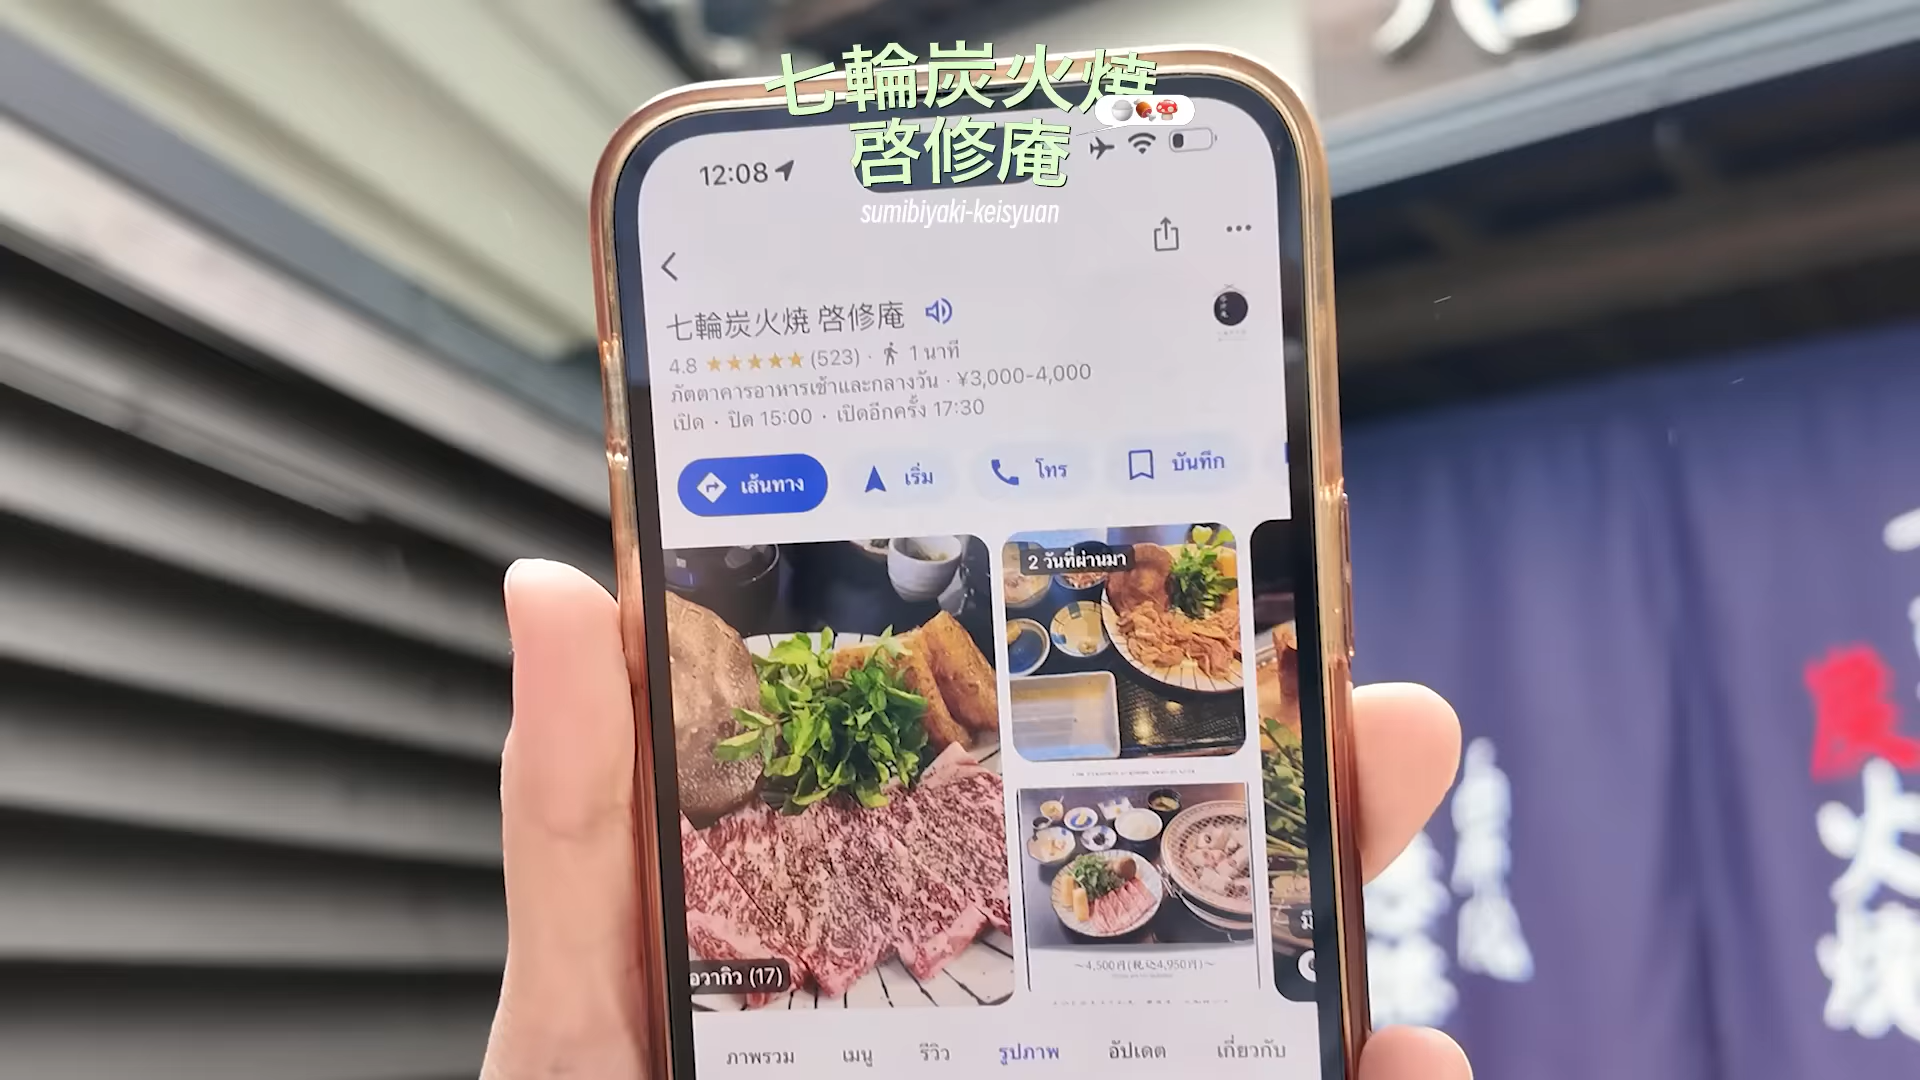 七輪炭火焼
啓修庵
sumibiyaki-keisyuan
12:08
七輪炭火焼 啓修庵
4.8 (523) · 1 นาที
ภัตตาคารอาหารเช้าและกลางวัน · ¥3,000-4,000
เปิด · ปิด 15:00 · เปิดอีกครั้ง 17:30
เส้นทาง
เริ่ม
โทร
บันทึก
2 วันที่ผ่านมา
~4,500円(税込4,950円)~
อวากิว (17)
ภาพรวม
เมนู
รีวิว
รูปภาพ
อัปเดต
เกี่ยวกับ
炭
火
焼